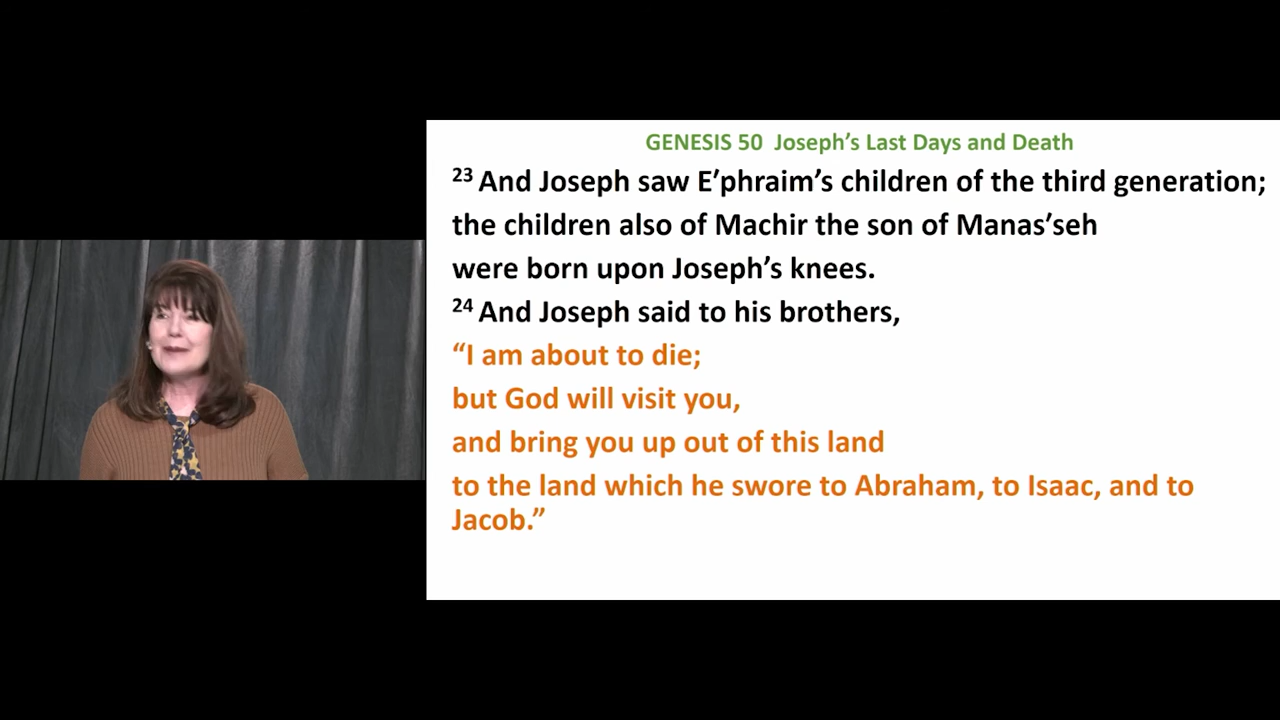 GENESIS 50 Joseph’s Last Days and Death
23 And Joseph saw E’phraim’s children of the third generation;
the children also of Machir the son of Manas’seh
were born upon Joseph’s knees.
24 And Joseph said to his brothers,
“I am about to die;
but God will visit you,
and bring you up out of this land
to the land which he swore to Abraham, to Isaac, and to
Jacob.”